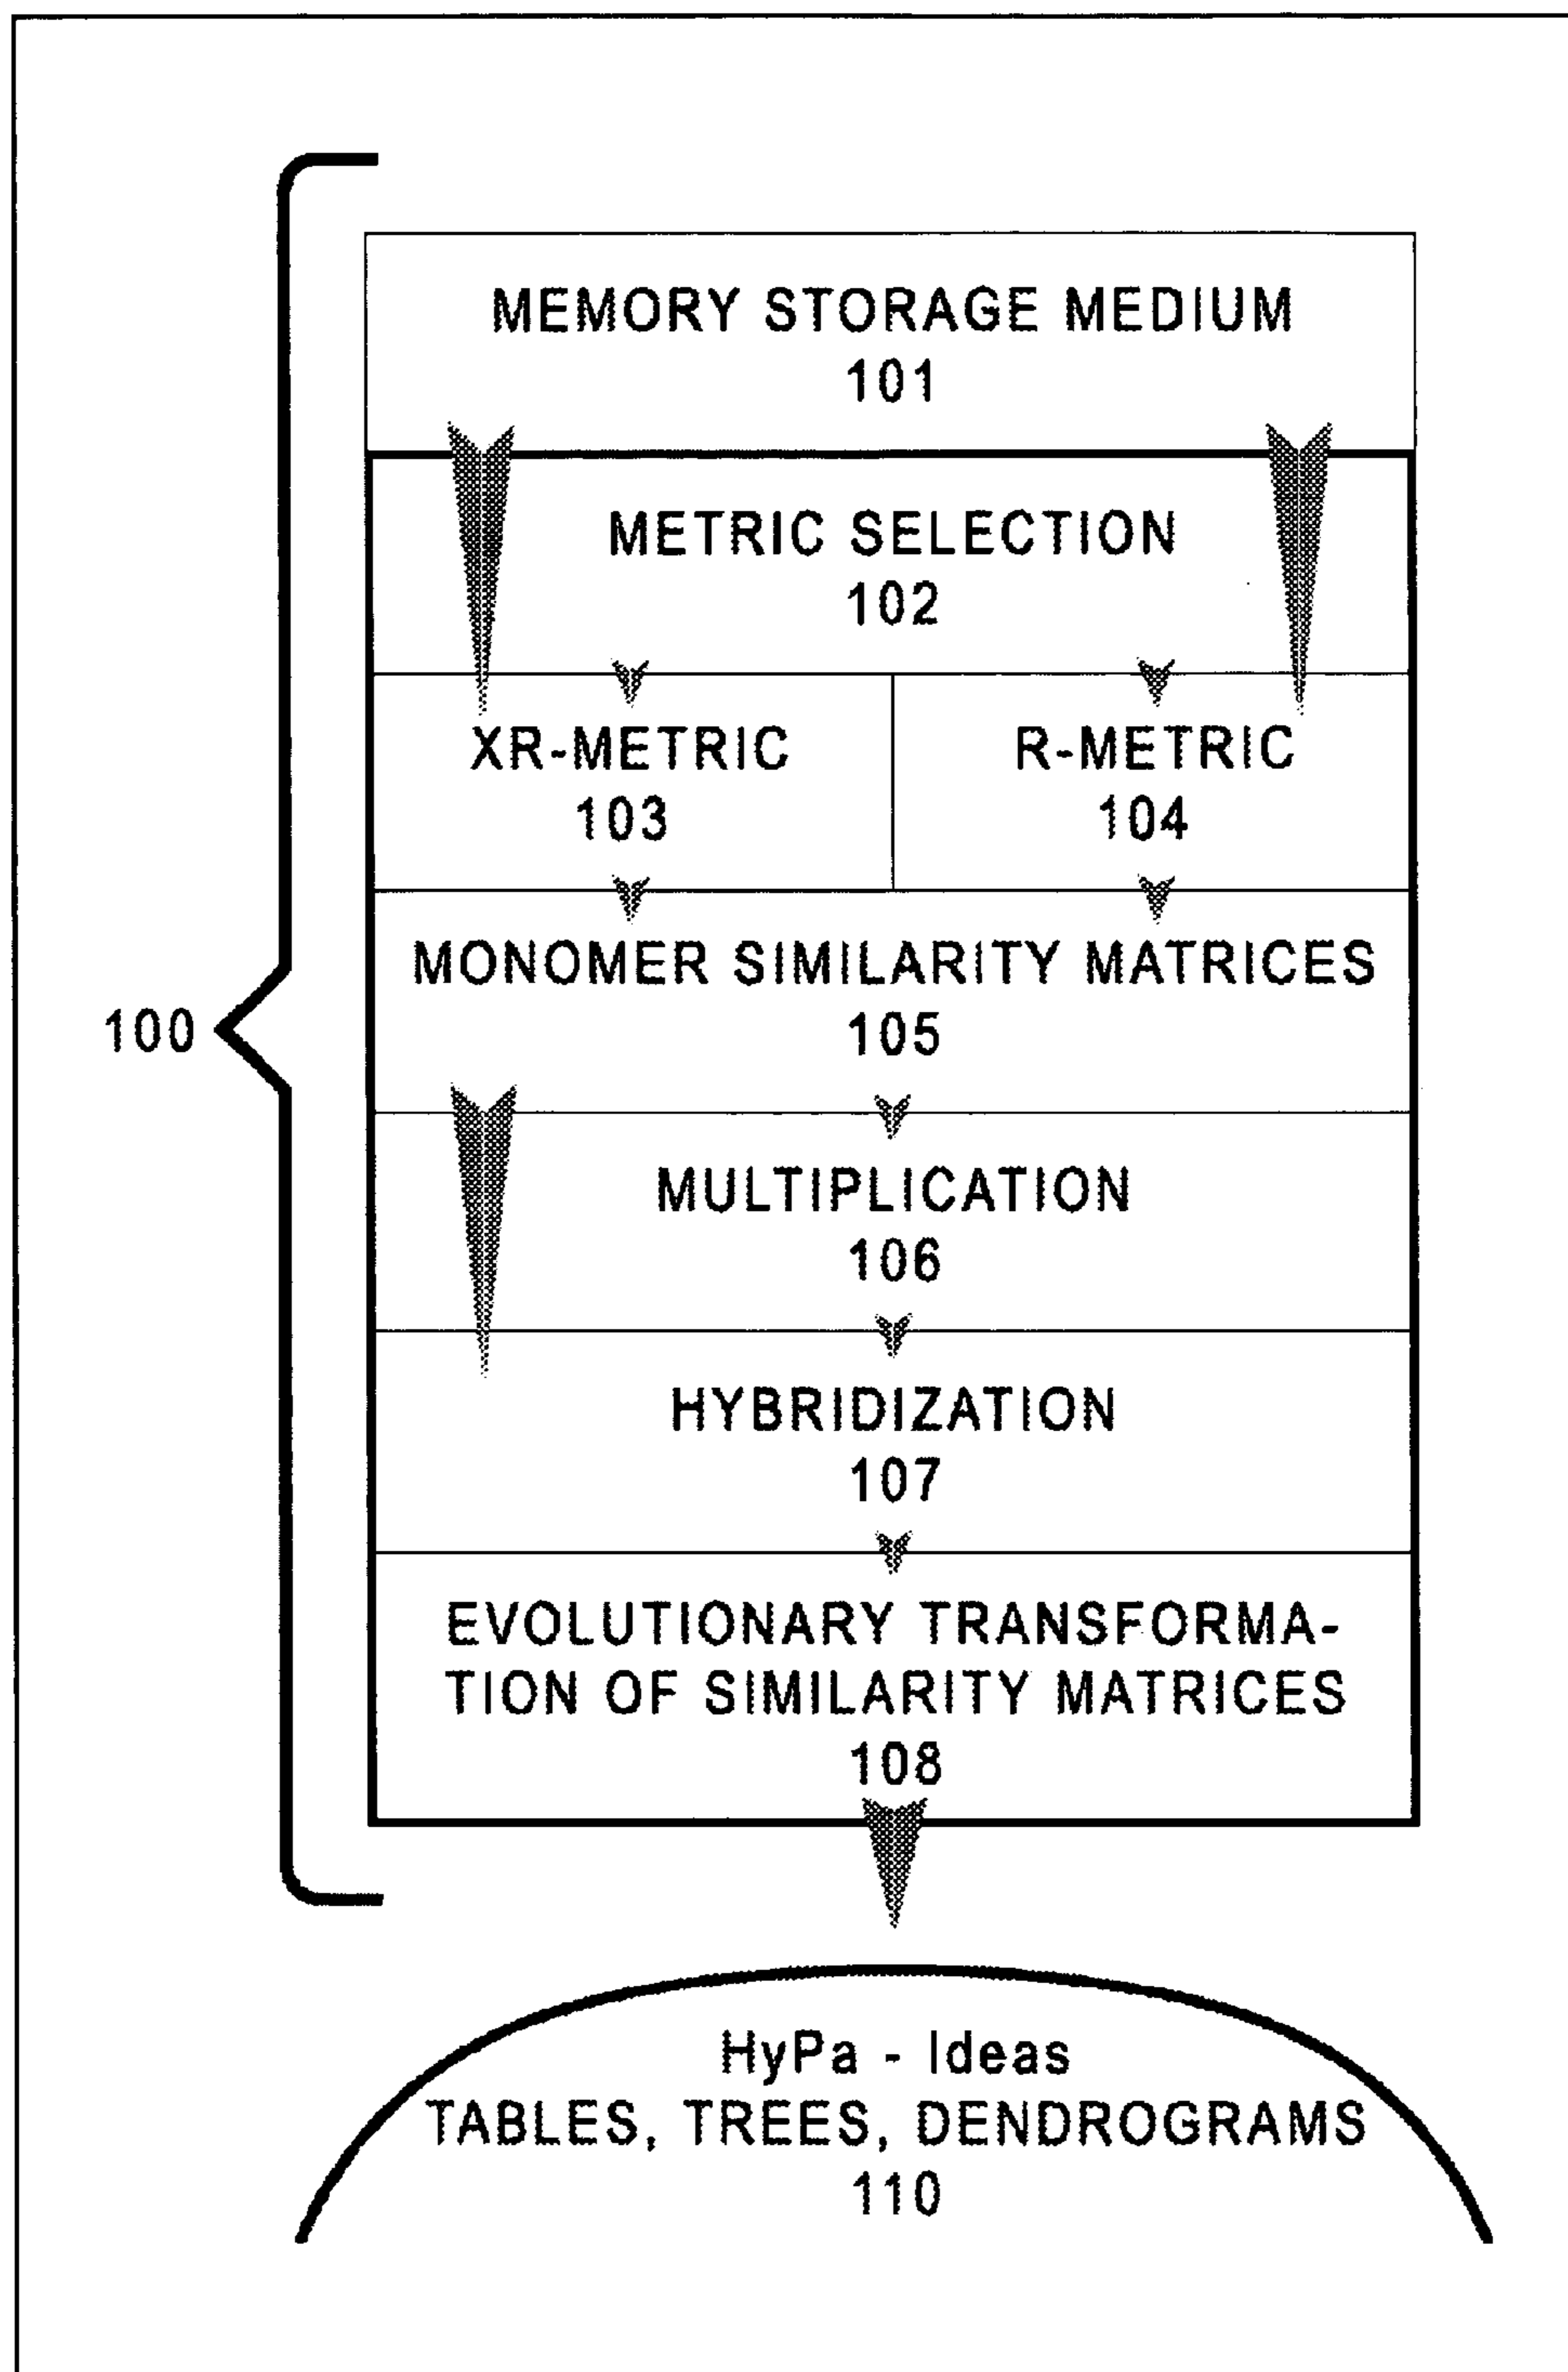 MEMORY STORAGE MEDIUM
101
METRIC SELECTION
102
XR-METRIC
103
R-METRIC
104
MONOMER SIMILARITY MATRICES
105
100
MULTIPLICATION
106
HYBRIDIZATION
107
EVOLUTIONARY TRANSFORMA-
TION OF SIMILARITY MATRICES
108
HyPa - Ideas
TABLES, TREES, DENDROGRAMS
110